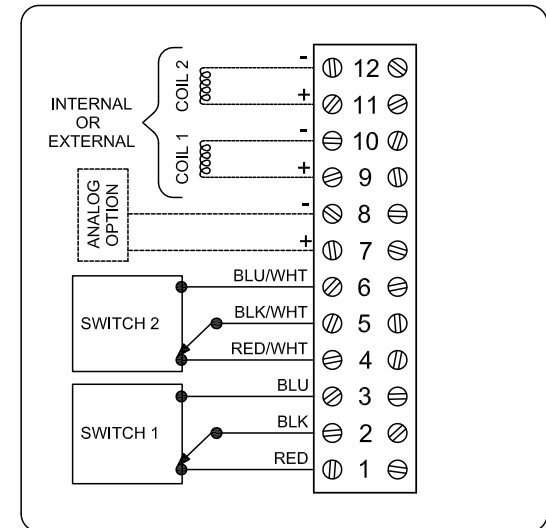 INTERNAL
OR
EXTERNAL
COIL 2
- 12
+ 11
COIL 1
- 10
+ 9
ANALOG
OPTION
- 8
+ 7
SWITCH 2
BLU/WHT 6
BLK/WHT 5
RED/WHT 4
SWITCH 1
BLU 3
BLK 2
RED 1